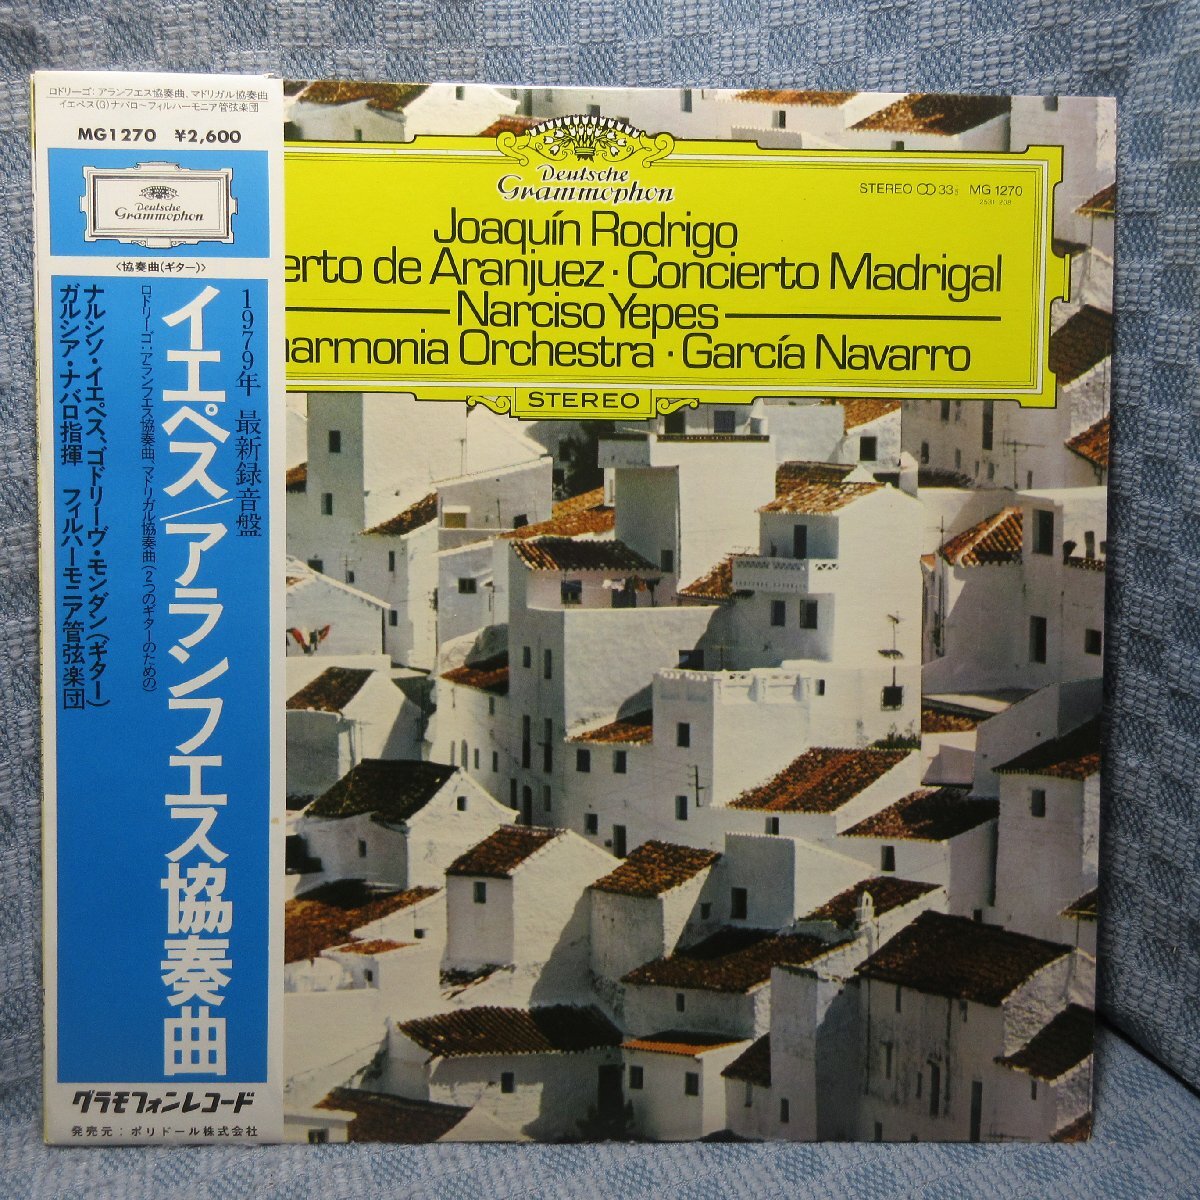 ロドリーゴ：アランフエス協奏曲、マドリガル協奏曲
イエペス(G)ナバロ〜フィルハーモニア管弦楽団
MG1270 ¥2,600
Deutsche
Grammophon
〈協奏曲(ギター)〉
1979年 最新録音盤
イエペス／アランフエス協奏曲
ロドリーゴ：アランフエス協奏曲、マドリガル協奏曲(2つのギターのための)
ナルシソ・イエペス、ゴドリーヴ・モンダン(ギター)
ガルシア・ナバロ指揮 フィルハーモニア管弦楽団
グラモフォンレコード
発売元：ポリドール株式会社
Deutsche
Grammophon
STEREO 33 MG 1270
2531 208
Joaquín Rodrigo
erto de Aranjuez · Concierto Madrigal
Narciso Yepes
harmonia Orchestra · García Navarro
STEREO